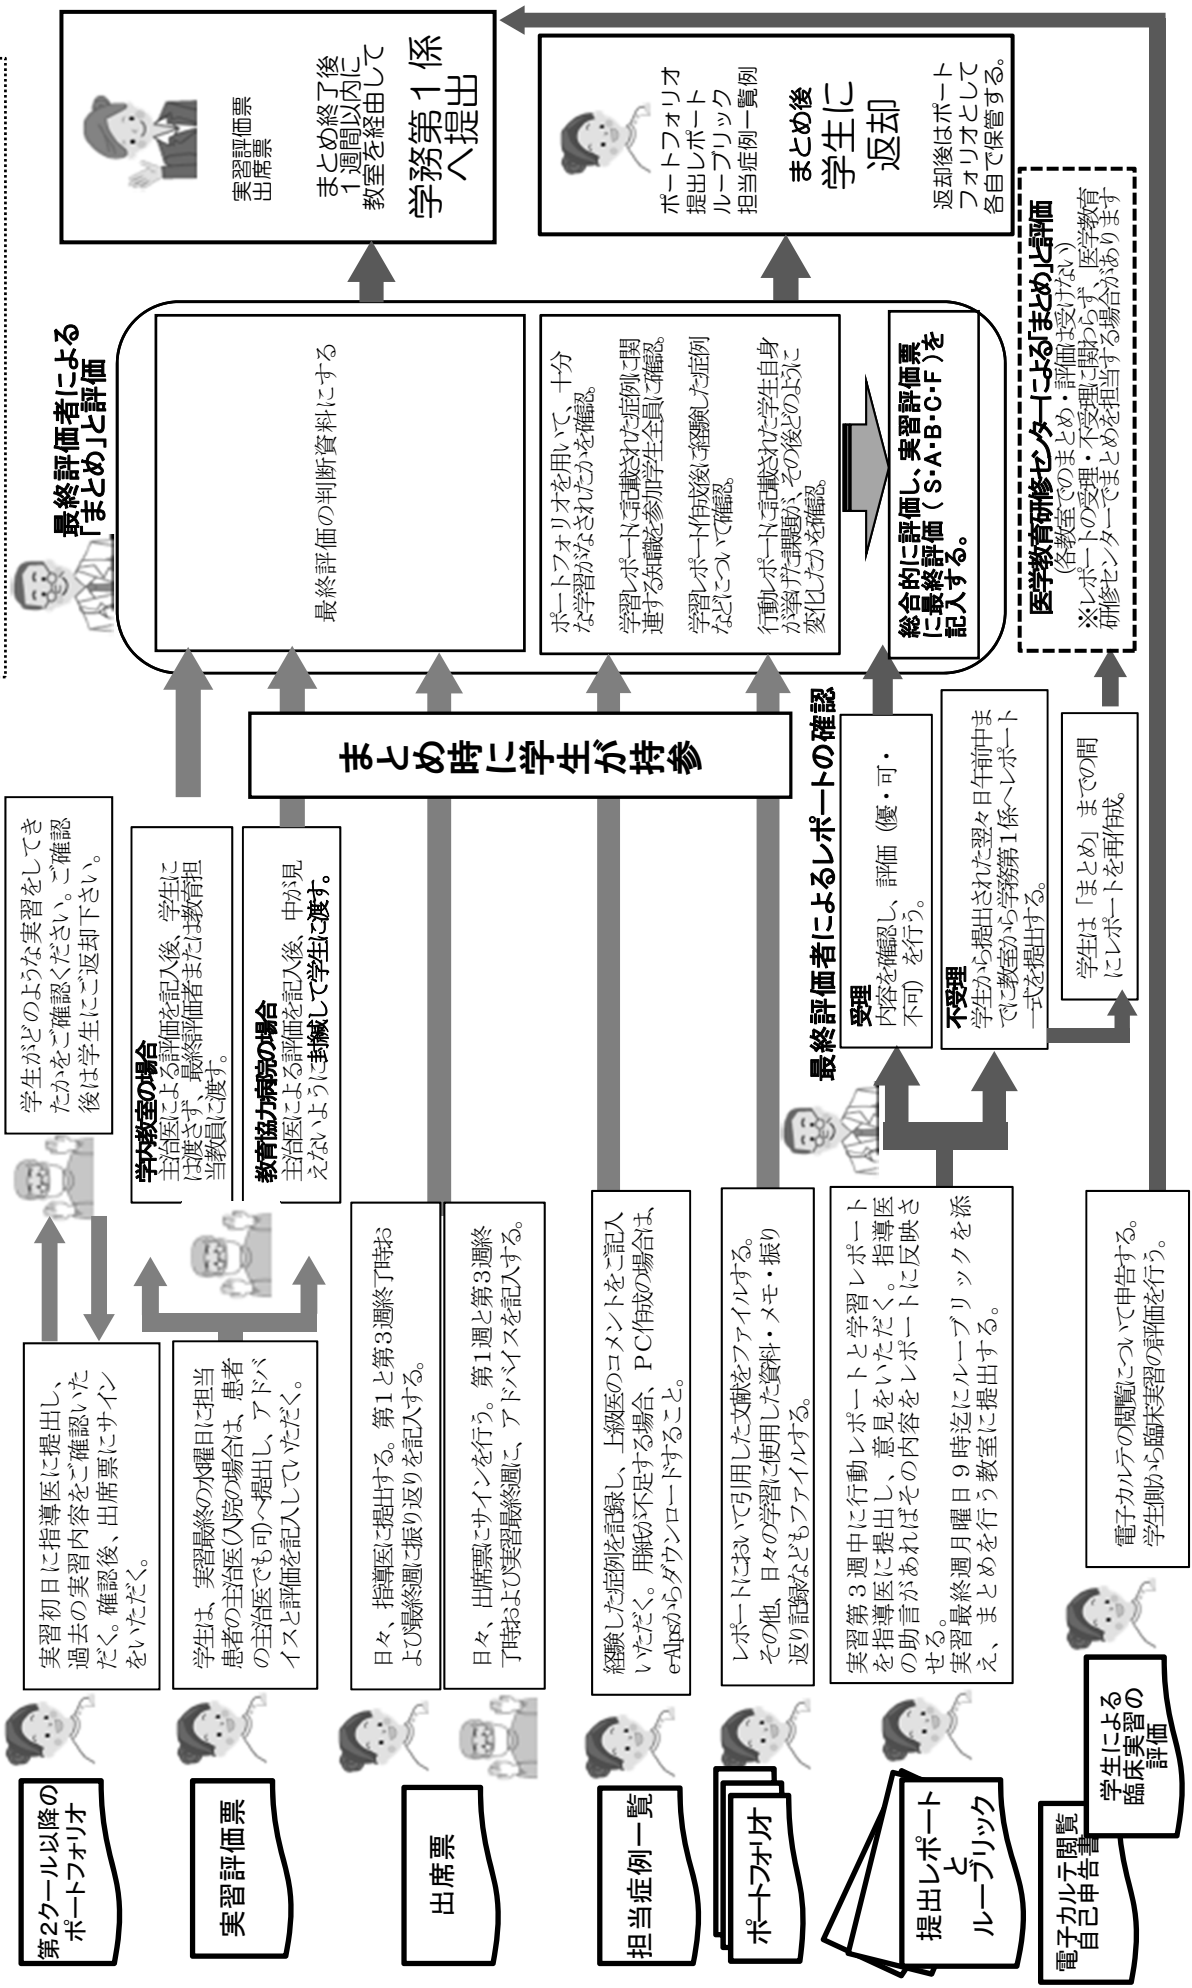 第２クール以降の
ポートフォリオ
実習初日に指導医に提出し、
過去の実習内容をご確認いた
だく。確認後、出席票にサイン
をいただく。
学生がどのような実習をしてき
たかをご確認ください。ご確認
後は学生にご返却下さい。
実習評価票
学生は、実習最終の水曜日に担当
患者の主治医(入院の場合は、患者
の主治医でも可)へ提出し、アドバ
イスと評価を記入していただく。
学内教室の場合
主治医による評価を記入後、学生に
は渡さず、最終評価者または教育担
当教員に渡す。
教育協力病院の場合
主治医による評価を記入後、中が見
えないように封緘して学生に渡す。
出席票
日々、指導医に提出する。第１と第３週終了時お
よび最終週に振り返りを記入する。
日々、出席票にサインを行う。第１週と第３週終
了時および実習最終週に、アドバイスを記入する。
担当症例一覧
経験した症例を記録し、上級医のコメントをご記入
いただく。用紙が不足する場合、ＰＣ作成の場合は、
e-Alpsからダウンロードすること。
ポートフォリオ
レポートにおいて引用した文献をファイルする。
その他、日々の学習に使用した資料・メモ・振り
返り記録などもファイルする。
提出レポート
と
ルーブリック
実習第３週中に行動レポートと学習レポート
を指導医に提出し、意見をいただく。指導医
の助言があればその内容をレポートに反映さ
せる。
実習最終週月曜日９時迄にルーブリックを添
え、まとめを行う教室に提出する。
電子カルテ閲覧
自己申告書
学生による
臨床実習の
評価
電子カルテの閲覧について申告する。
学生側から臨床実習の評価を行う。
まとめ時に学生が持参
最終評価者によるレポートの確認
受理
内容を確認し、評価（優・可・
不可）を行う。
不受理
学生から提出された翌々日午前中ま
でに教室から学務第１係へレポート
一式を提出する。
学生は「まとめ」までの間
にレポートを再作成。
最終評価者による
「まとめ」と評価
最終評価の判断資料にする
ポートフォリオを用いて、十分
な学習がなされたかを確認。
学習レポートに記載された症例に関
連する知識を参加学生全員に確認。
学習レポート作成後に経験した症例
などについて確認。
行動レポートに記載された学生自身
が挙げた課題が、その後どのように
変化したかを確認。
総合的に評価し、実習評価票
に最終評価（Ｓ・Ａ・Ｂ・Ｃ・Ｆ）を
記入する。
医学教育研修センターによる「まとめ」と評価
（各教室でのまとめ・評価は受けない）
※レポートの受理・不受理に関わらず、医学教育
研修センターでまとめを担当する場合があります
実習評価票
出席票
まとめ終了後
１週間以内に
教室を経由して
学務第１係
へ提出
ポートフォリオ
提出レポート
ルーブリック
担当症例一覧例
まとめ後
学生に
返却
返却後はポート
フォリオとして
各自で保管する。